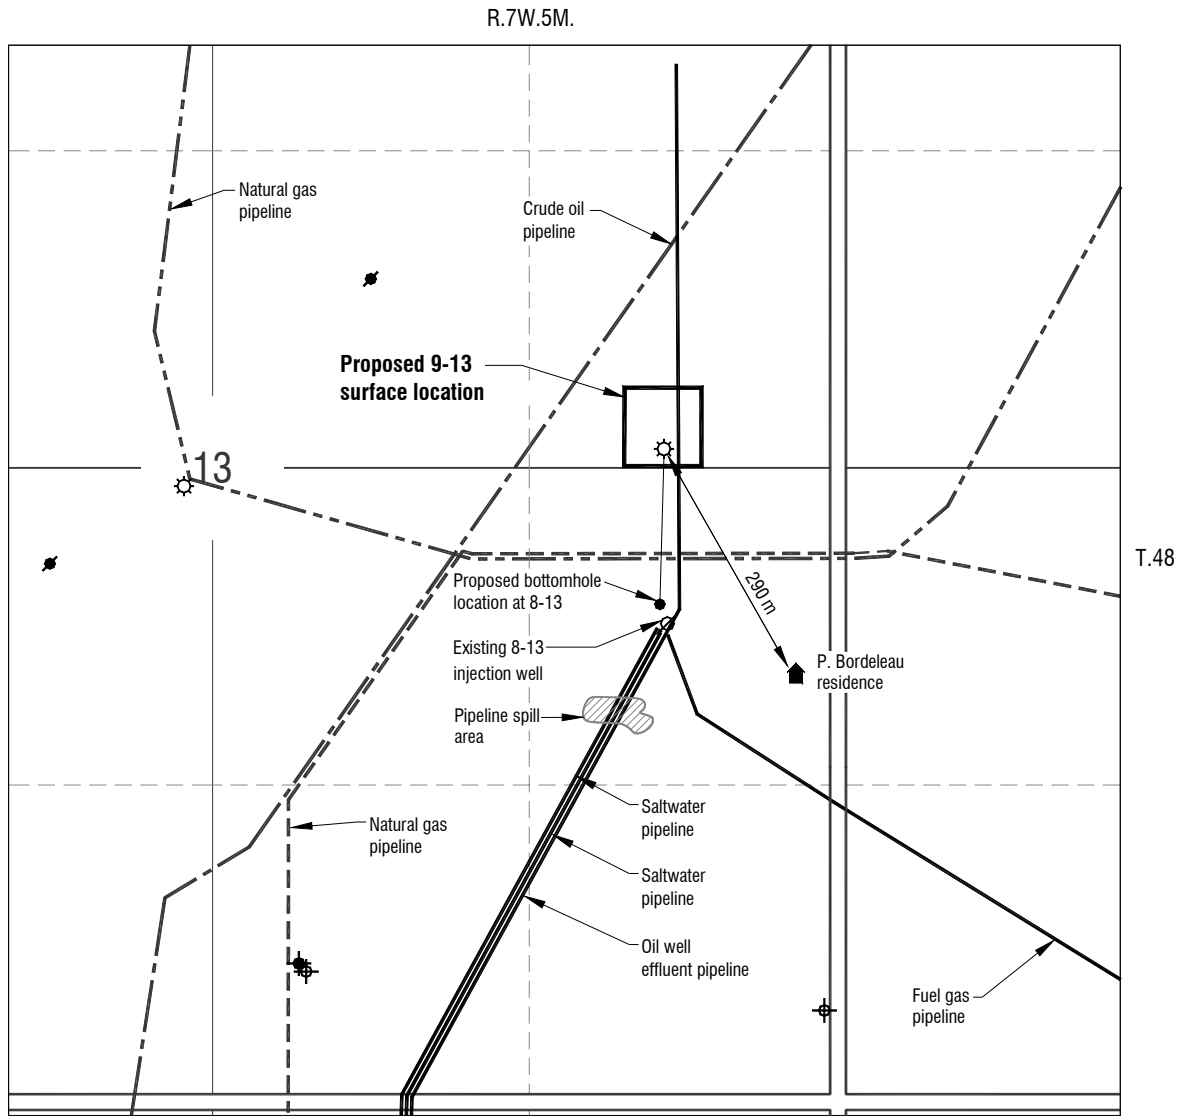 R.7W.5M.
Natural gas
pipeline
Crude oil
pipeline
Proposed 9-13
surface location
13
T.48
Proposed bottomhole
location at 8-13
290 m
Existing 8-13
injection well
P. Bordeleau
residence
Pipeline spill
area
Saltwater
pipeline
Natural gas
pipeline
Saltwater
pipeline
Oil well
effluent pipeline
Fuel gas
pipeline